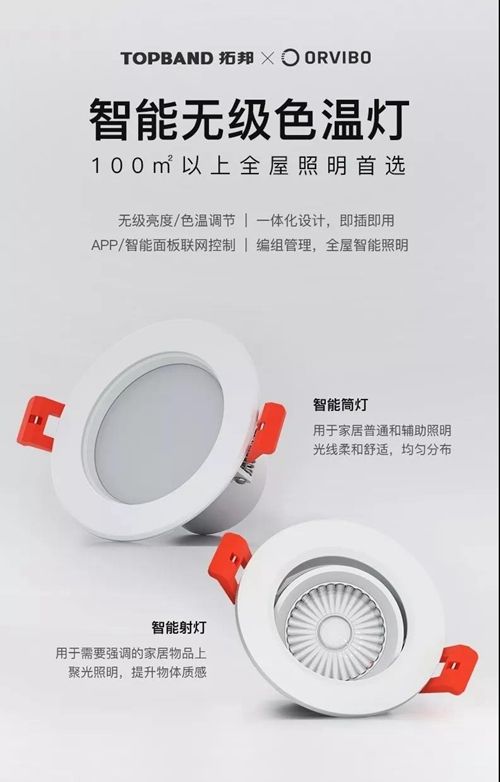 TOPBAND 拓邦 × ORVIBO
智能无级色温灯
100㎡以上全屋照明首选
无级亮度/色温调节 | 一体化设计，即插即用
APP/智能面板联网控制 | 编组管理，全屋智能照明
智能筒灯
用于家居普通和辅助照明
光线柔和舒适，均匀分布
智能射灯
用于需要强调的家居物品上
聚光照明，提升物体质感